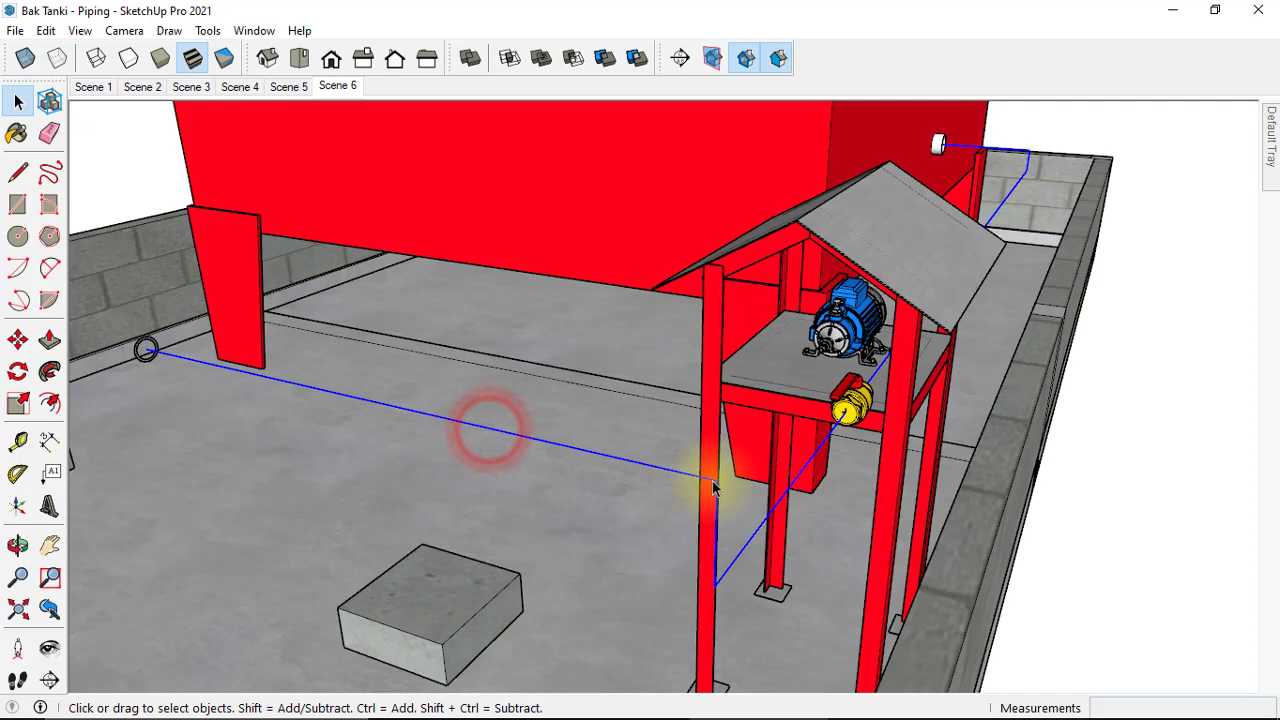 Bak Tanki - Piping - SketchUp Pro 2021
File Edit View Camera Draw Tools Window Help
Scene 1 Scene 2 Scene 3 Scene 4 Scene 5 Scene 6
Default Tray
A1
Click or drag to select objects. Shift = Add/Subtract. Ctrl = Add. Shift + Ctrl = Subtract.
Measurements